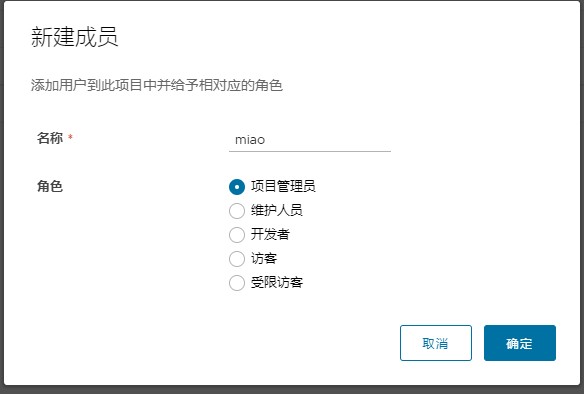 新建成员
添加用户到此项目中并给予相对应的角色
名称 *
miao
角色
项目管理员
维护人员
开发者
访客
受限访客
取消
确定